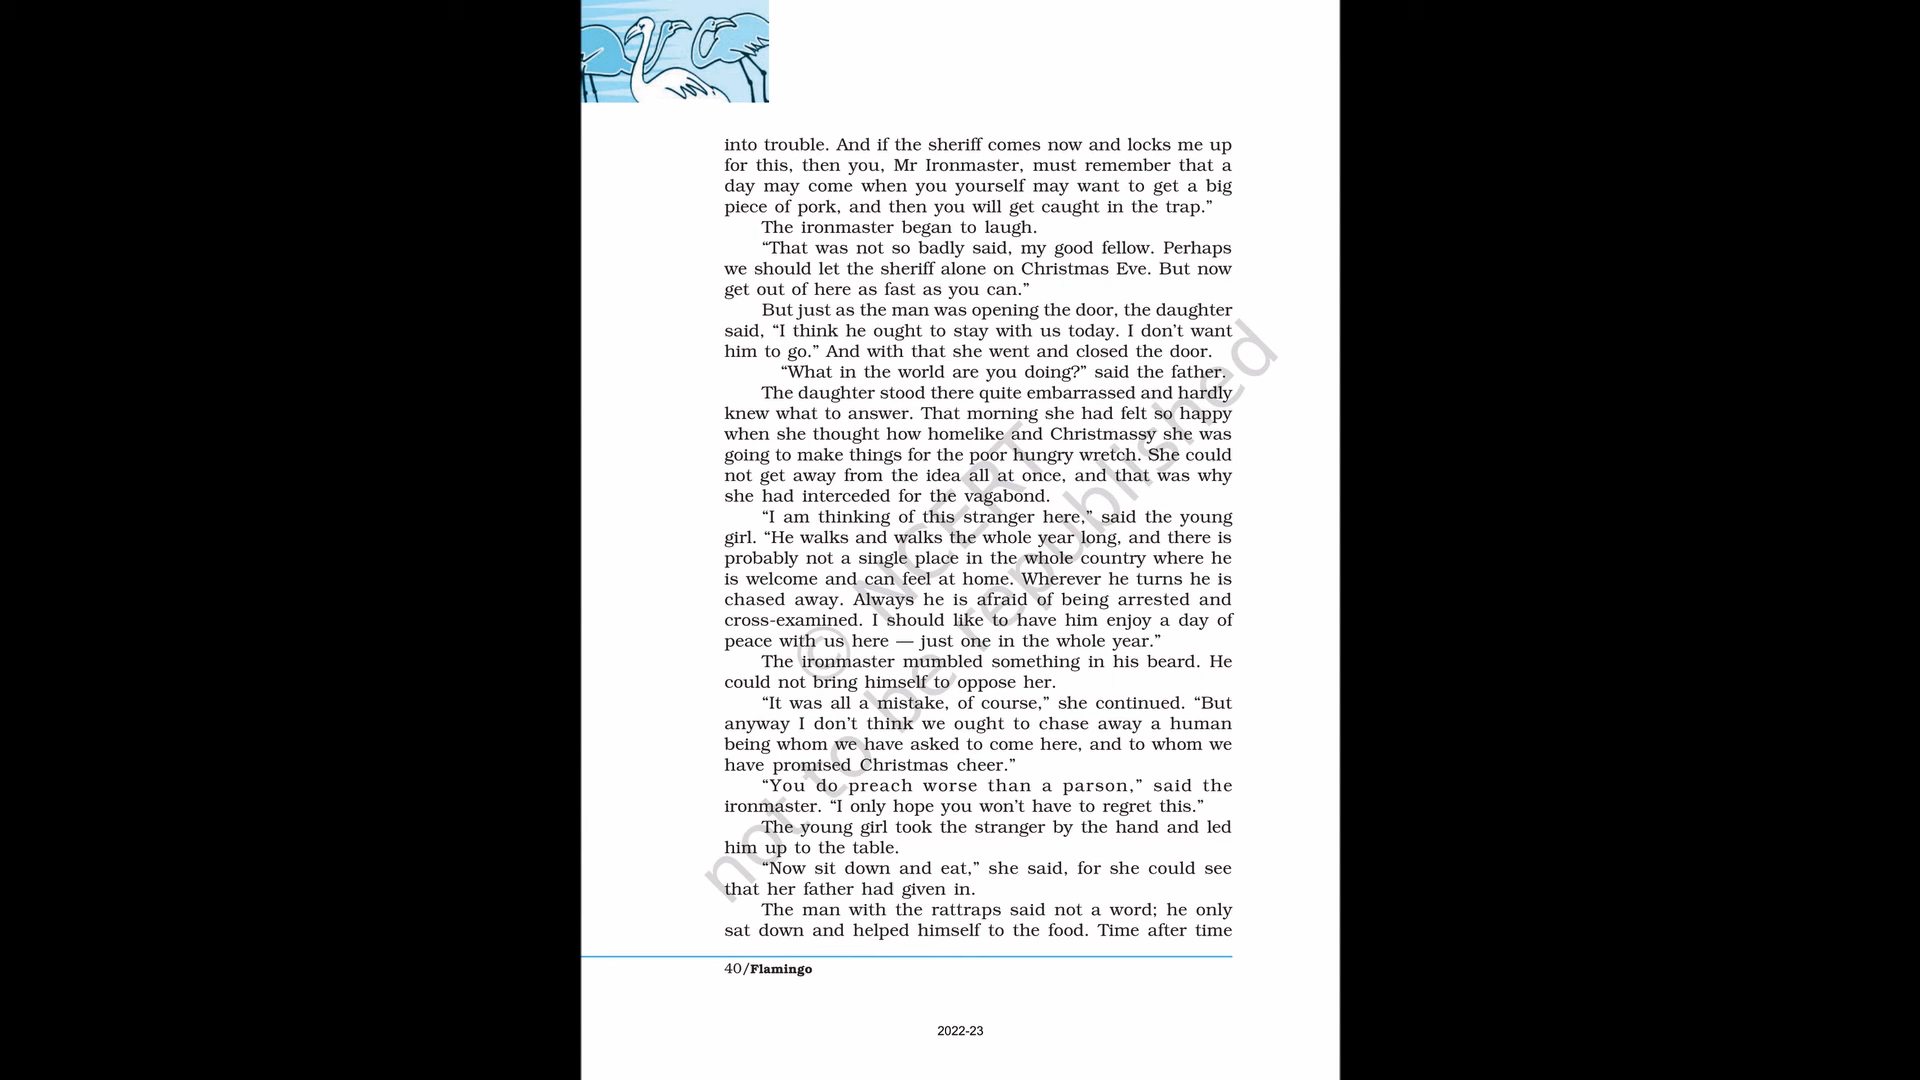 into trouble. And if the sheriff comes now and locks me up
for this, then you, Mr Ironmaster, must remember that a
day may come when you yourself may want to get a big
piece of pork, and then you will get caught in the trap.”
The ironmaster began to laugh.
“That was not so badly said, my good fellow. Perhaps
we should let the sheriff alone on Christmas Eve. But now
get out of here as fast as you can.”
But just as the man was opening the door, the daughter
said, “I think he ought to stay with us today. I don’t want
him to go.” And with that she went and closed the door.
“What in the world are you doing?” said the father.
The daughter stood there quite embarrassed and hardly
knew what to answer. That morning she had felt so happy
when she thought how homelike and Christmassy she was
going to make things for the poor hungry wretch. She could
not get away from the idea all at once, and that was why
she had interceded for the vagabond.
“I am thinking of this stranger here,” said the young
girl. “He walks and walks the whole year long, and there is
probably not a single place in the whole country where he
is welcome and can feel at home. Wherever he turns he is
chased away. Always he is afraid of being arrested and
cross-examined. I should like to have him enjoy a day of
peace with us here — just one in the whole year.”
The ironmaster mumbled something in his beard. He
could not bring himself to oppose her.
“It was all a mistake, of course,” she continued. “But
anyway I don’t think we ought to chase away a human
being whom we have asked to come here, and to whom we
have promised Christmas cheer.”
“You do preach worse than a parson,” said the
ironmaster. “I only hope you won’t have to regret this.”
The young girl took the stranger by the hand and led
him up to the table.
“Now sit down and eat,” she said, for she could see
that her father had given in.
The man with the rattraps said not a word; he only
sat down and helped himself to the food. Time after time
40/Flamingo
2022-23
© NCERT
not to be republished